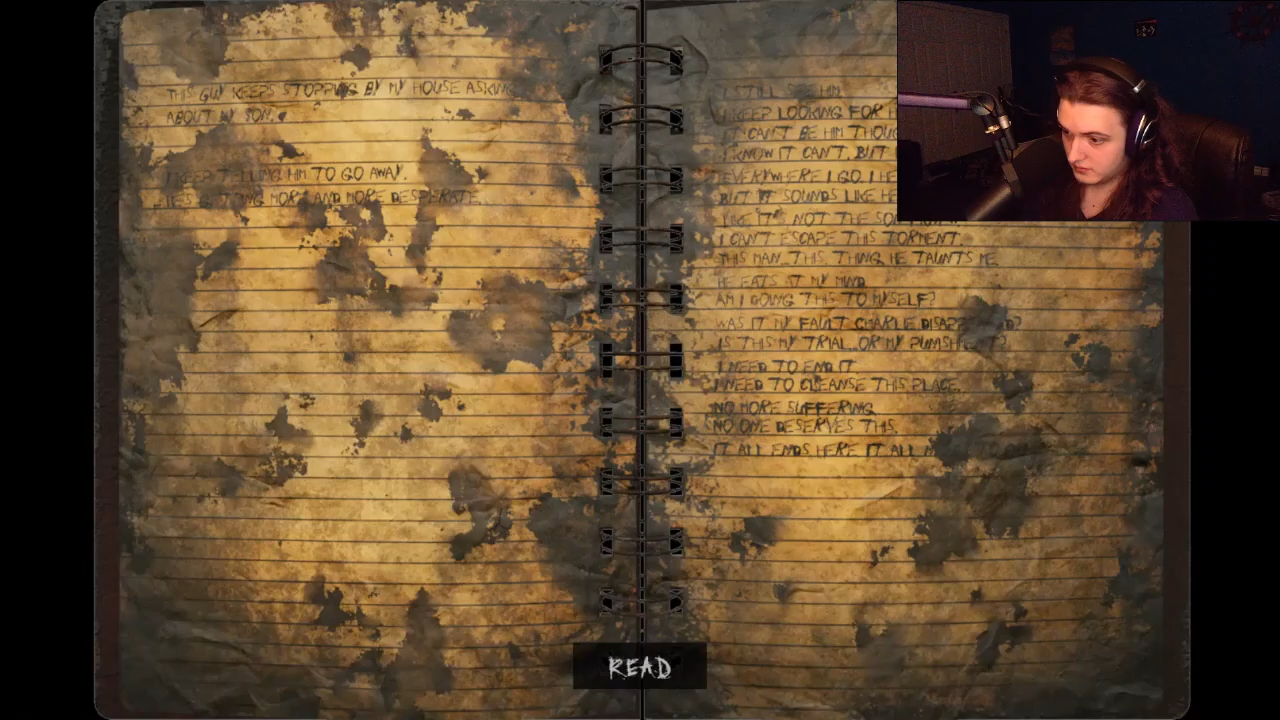 THIS GUY KEEPS STOPPING BY MY HOUSE ASKING
ABOUT MY SON.
I KEEP TELLING HIM TO GO AWAY.
HE'S GETTING MORE AND MORE DESPERATE.
I STILL SEE HIM
I KEEP LOOKING FOR
IT CAN'T BE HIM
I KNOW IT CAN'T. BUT
EVERYWHERE I GO. I
BUT IT SOUNDS LIKE
LIKE IT'S NOT THE
I CAN'T ESCAPE THIS TORMENT.
THIS MAN...THIS THING, HE TAUNTS ME.
HE EATS AT MY MIND
AM I DOING THIS TO MYSELF?
WAS IT MY FAULT CHARLIE
IS THIS MY TRIAL...OR MY
I NEED TO END IT
I NEED TO CLEANSE THIS PLACE.
NO MORE SUFFERING
NO ONE DESERVES THIS.
IT ALL ENDS HERE IT ALL
READ